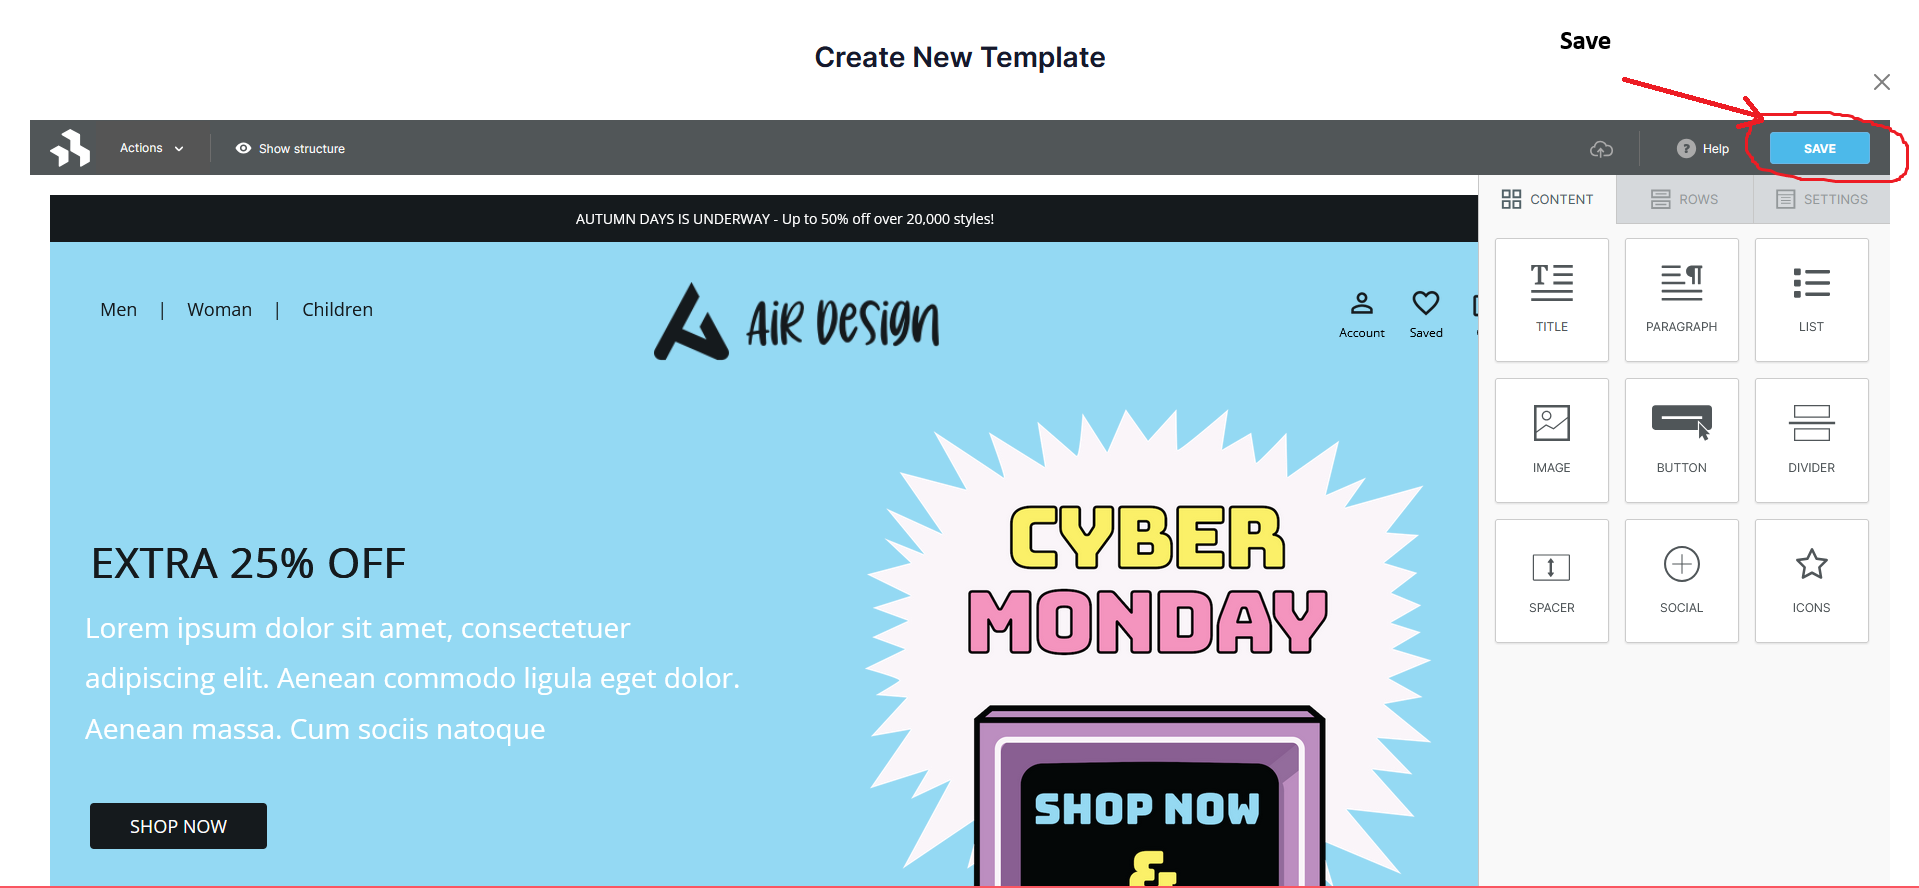 Save
Create New Template
Actions
Show structure
Help
SAVE
CONTENT
ROWS
SETTINGS
AUTUMN DAYS IS UNDERWAY - Up to 50% off over 20,000 styles!
Men | Woman | Children
AiR Design
Account
Saved
TITLE
PARAGRAPH
LIST
IMAGE
BUTTON
DIVIDER
SPACER
SOCIAL
ICONS
EXTRA 25% OFF
Lorem ipsum dolor sit amet, consectetuer
adipiscing elit. Aenean commodo ligula eget dolor.
Aenean massa. Cum sociis natoque
SHOP NOW
CYBER
MONDAY
SHOP NOW
&